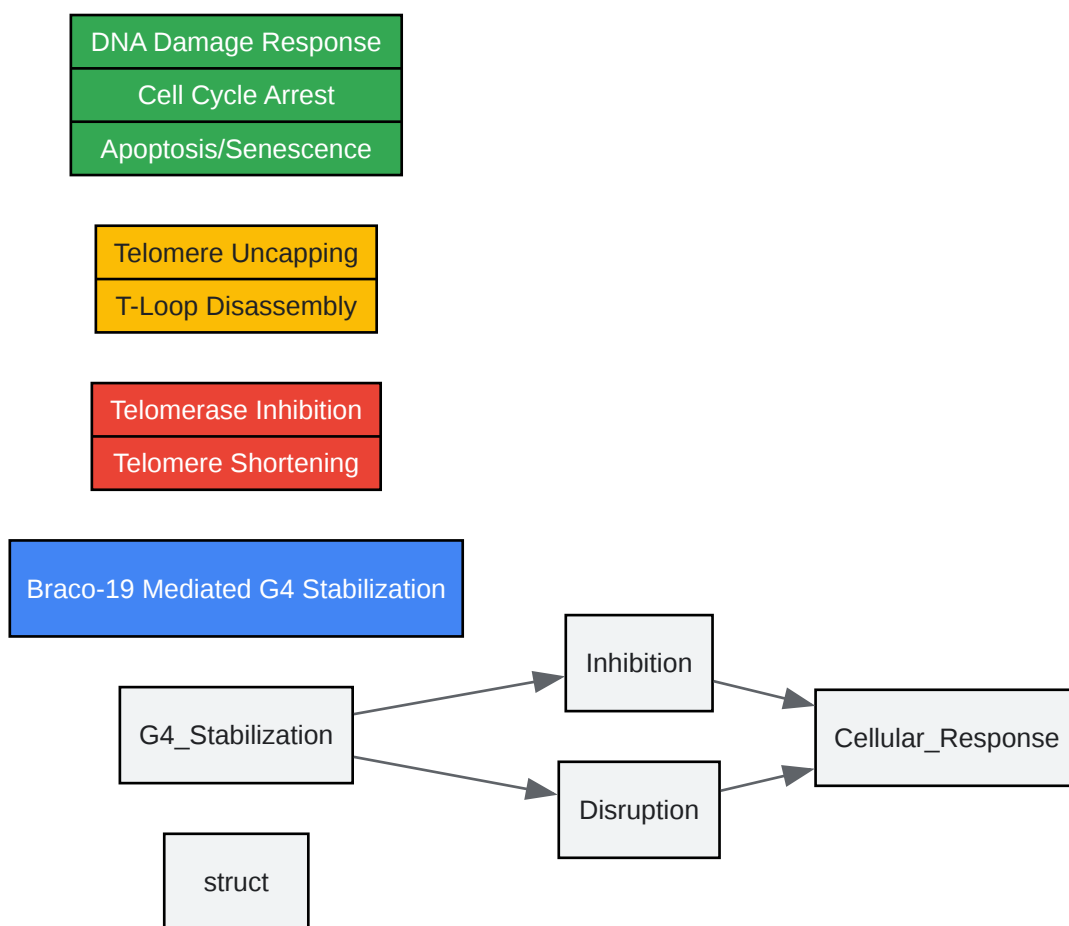 DNA Damage Response
Cell Cycle Arrest
Apoptosis/Senescence
Telomere Uncapping
T-Loop Disassembly
Telomerase Inhibition
Telomere Shortening
Braco-19 Mediated G4 Stabilization
Inhibition
G4_Stabilization
Cellular_Response
Disruption
struct